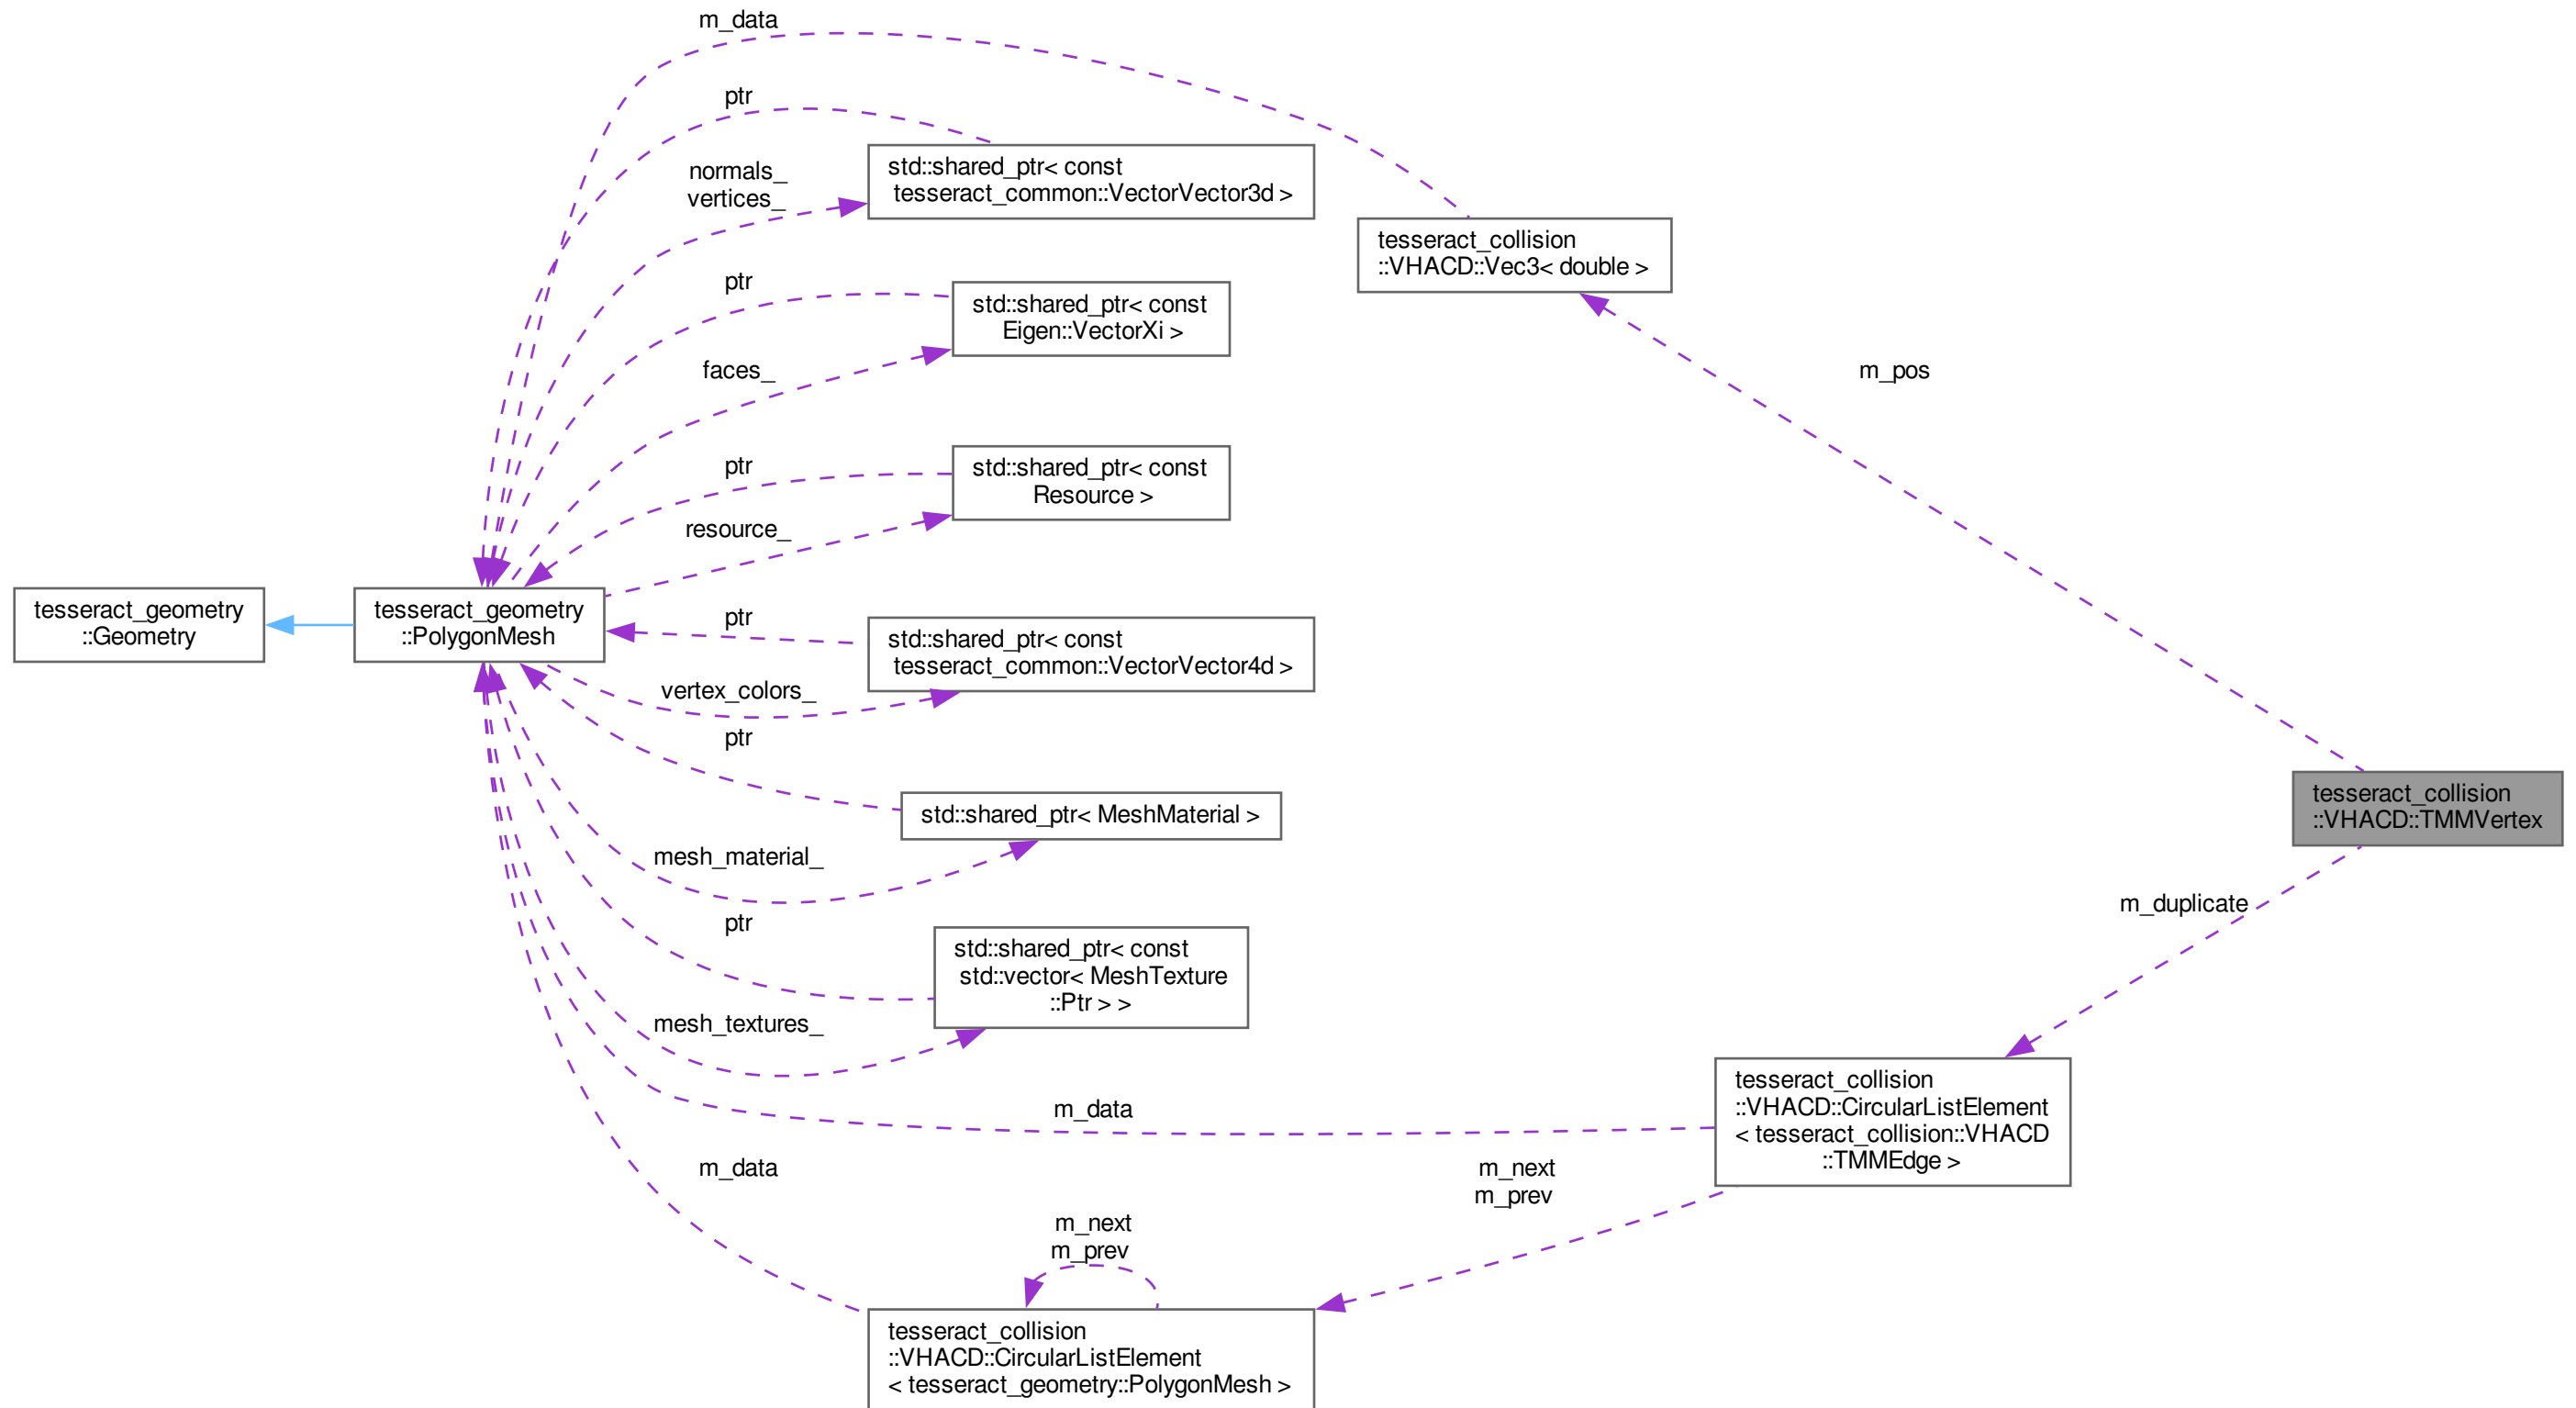 m_data
ptr
std::shared_ptr< const
tesseract_common::VectorVector3d >
normals_
vertices_
tesseract_collision
::VHACD::Vec3< double >
ptr
std::shared_ptr< const
Eigen::VectorXi >
faces_
m_pos
ptr
std::shared_ptr< const
Resource >
resource_
tesseract_geometry
::Geometry
tesseract_geometry
::PolygonMesh
ptr
std::shared_ptr< const
tesseract_common::VectorVector4d >
vertex_colors_
ptr
std::shared_ptr< MeshMaterial >
tesseract_collision
::VHACD::TMMVertex
mesh_material_
m_duplicate
ptr
std::shared_ptr< const
std::vector< MeshTexture
::Ptr > >
mesh_textures_
m_data
tesseract_collision
::VHACD::CircularListElement
< tesseract_collision::VHACD
::TMMEdge >
m_data
m_next
m_prev
m_next
m_prev
tesseract_collision
::VHACD::CircularListElement
< tesseract_geometry::PolygonMesh >